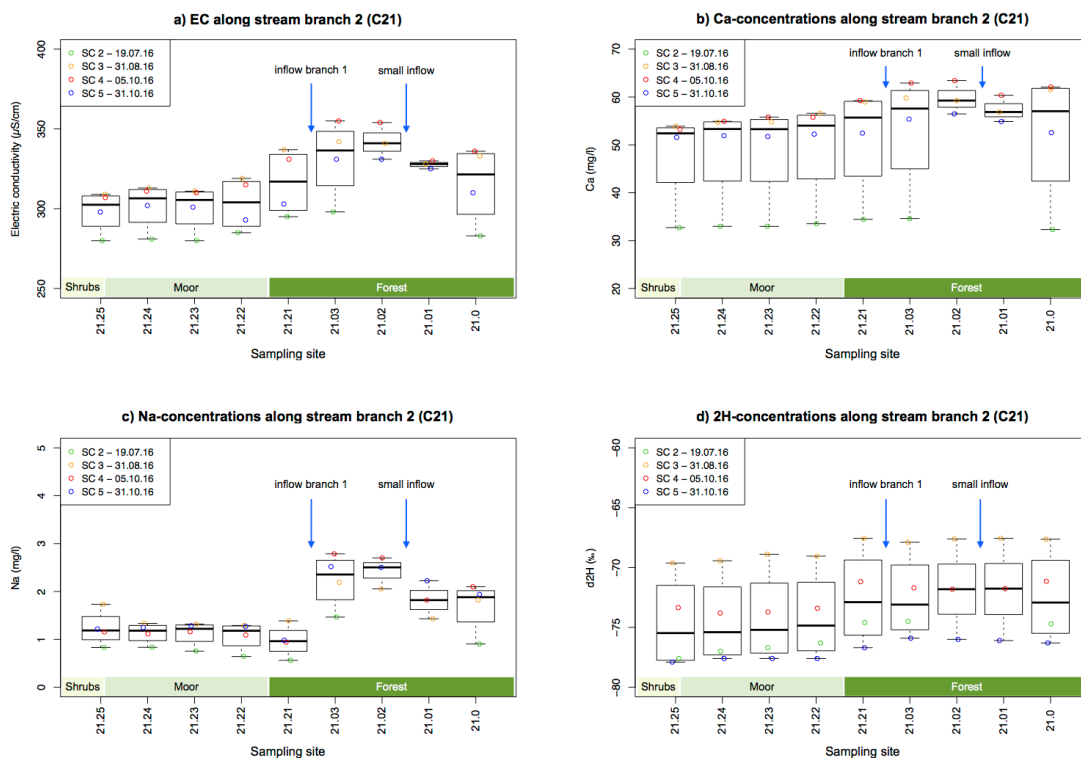 a) EC along stream branch 2 (C21)
SC 2 − 19.07.16
SC 3 − 31.08.16
SC 4 − 05.10.16
SC 5 − 31.10.16
inflow branch 1
small inflow
Electric conductivity (µS/cm)
400
350
300
250
Shrubs
Moor
Forest
21.25
21.24
21.23
21.22
21.21
21.03
21.02
21.01
21.0
Sampling site
b) Ca-concentrations along stream branch 2 (C21)
SC 2 − 19.07.16
SC 3 − 31.08.16
SC 4 − 05.10.16
SC 5 − 31.10.16
inflow branch 1
small inflow
Ca (mg/l)
70
60
50
40
30
20
Shrubs
Moor
Forest
21.25
21.24
21.23
21.22
21.21
21.03
21.02
21.01
21.0
Sampling site
c) Na-concentrations along stream branch 2 (C21)
SC 2 − 19.07.16
SC 3 − 31.08.16
SC 4 − 05.10.16
SC 5 − 31.10.16
inflow branch 1
small inflow
Na (mg/l)
5
4
3
2
1
0
Shrubs
Moor
Forest
21.25
21.24
21.23
21.22
21.21
21.03
21.02
21.01
21.0
Sampling site
d) 2H-concentrations along stream branch 2 (C21)
SC 2 − 19.07.16
SC 3 − 31.08.16
SC 4 − 05.10.16
SC 5 − 31.10.16
inflow branch 1
small inflow
d2H (‰)
−60
−65
−70
−75
−80
Shrubs
Moor
Forest
21.25
21.24
21.23
21.22
21.21
21.03
21.02
21.01
21.0
Sampling site